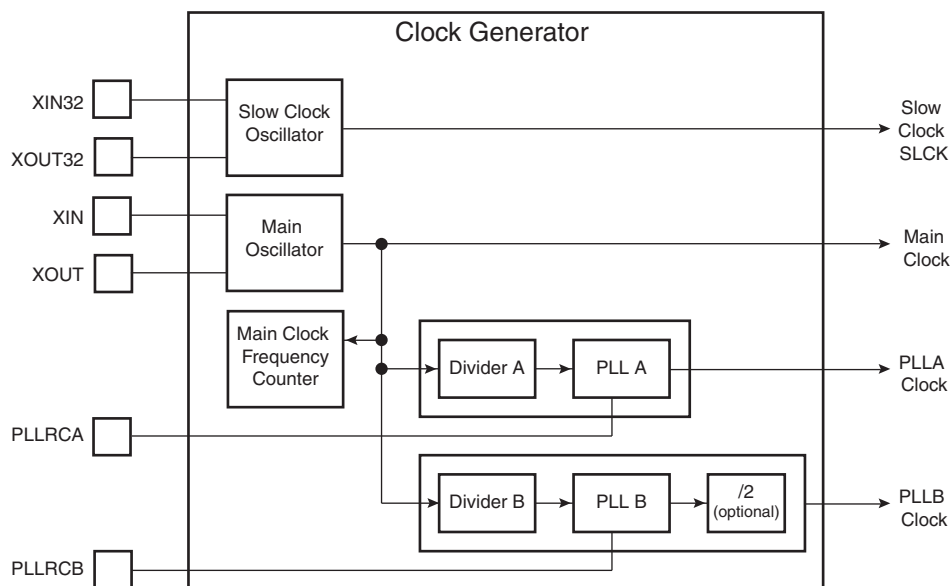 Clock Generator
XIN32
Slow Clock
Oscillator
Slow
Clock
SLCK
XOUT32
XIN
Main
Oscillator
Main
Clock
XOUT
Main Clock
Frequency
Counter
Divider A
PLL A
PLLA
Clock
PLLRCA
Divider B
PLL B
/2
(optional)
PLLB
Clock
PLLRCB